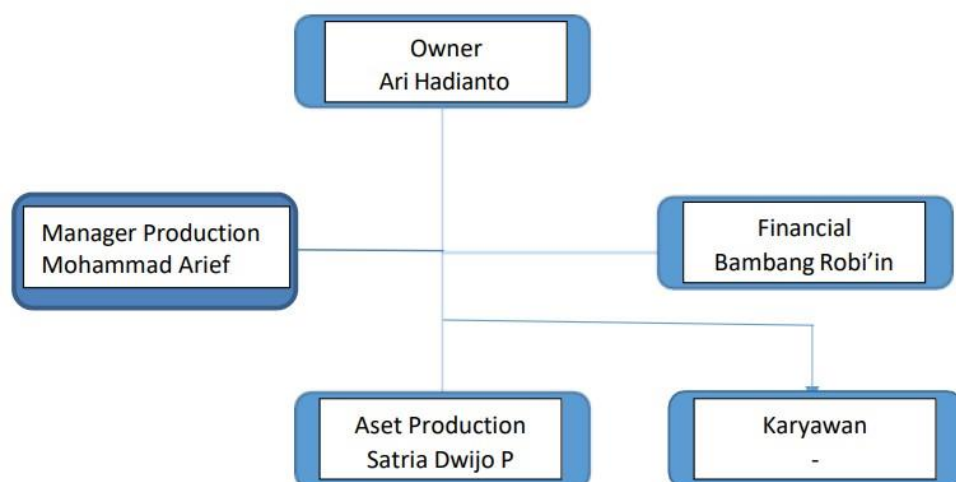 Owner
Ari Hadianto
Manager Production
Mohammad Arief
Financial
Bambang Robi’in
Aset Production
Satria Dwijo P
Karyawan
-